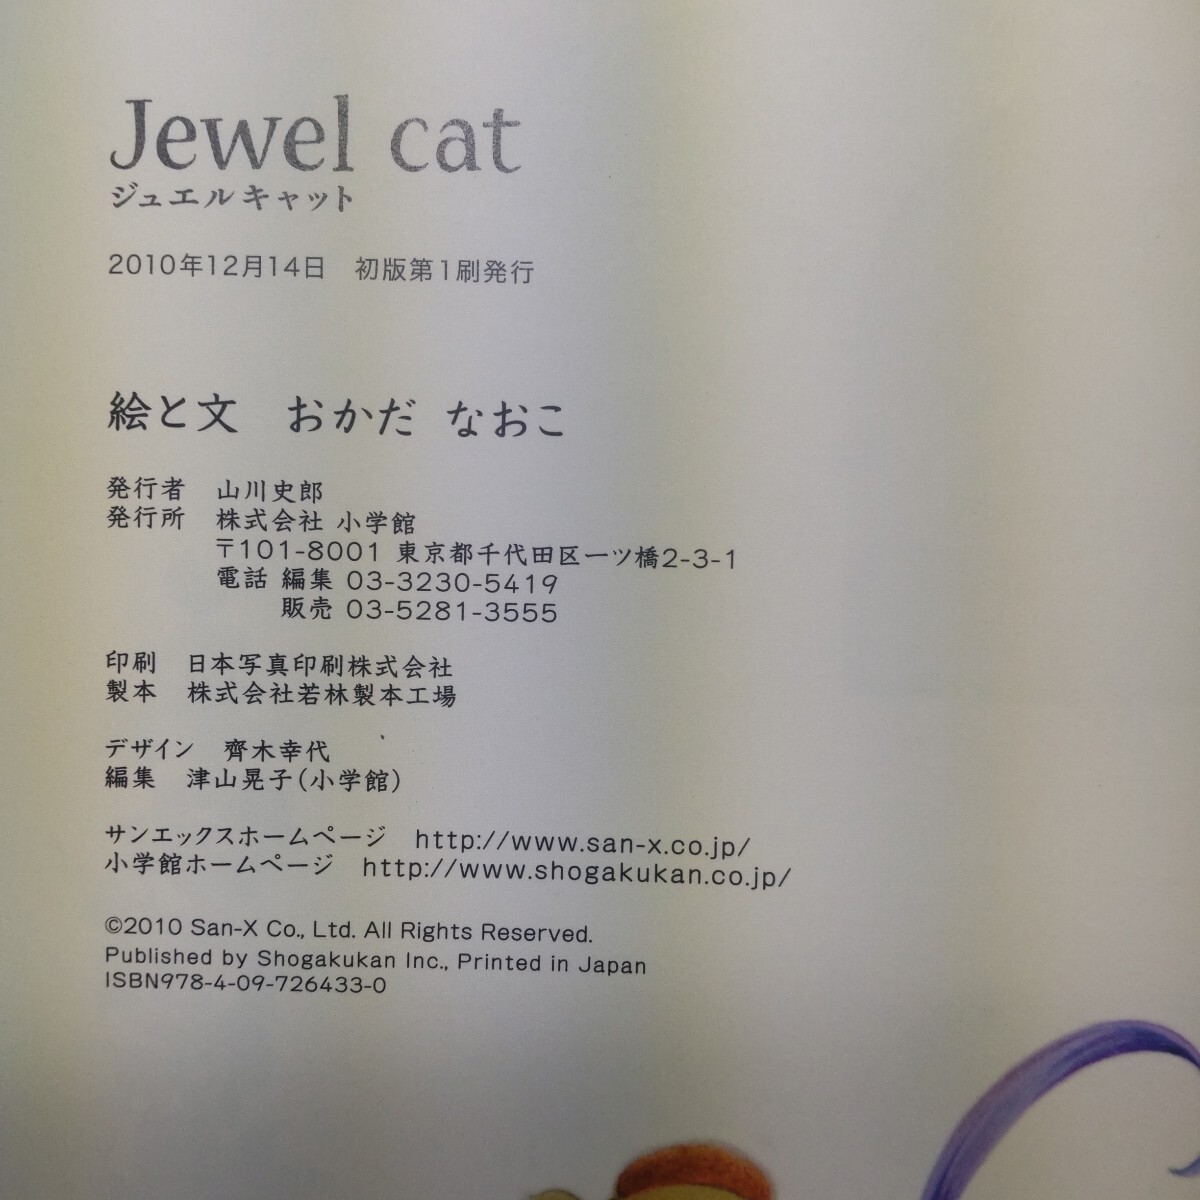 Jewel cat
ジュエルキャット
2010年12月14日　初版第1刷発行
絵と文　おかだ なおこ
発行者　山川史郎
発行所　株式会社 小学館
〒101-8001 東京都千代田区一ツ橋2-3-1
電話 編集 03-3230-5419
販売 03-5281-3555
印刷　日本写真印刷株式会社
製本　株式会社若林製本工場
デザイン　齊木幸代
編集　津山晃子(小学館)
サンエックスホームページ　http://www.san-x.co.jp/
小学館ホームページ　http://www.shogakukan.co.jp/
©2010 San-X Co., Ltd. All Rights Reserved.
Published by Shogakukan Inc., Printed in Japan
ISBN978-4-09-726433-0